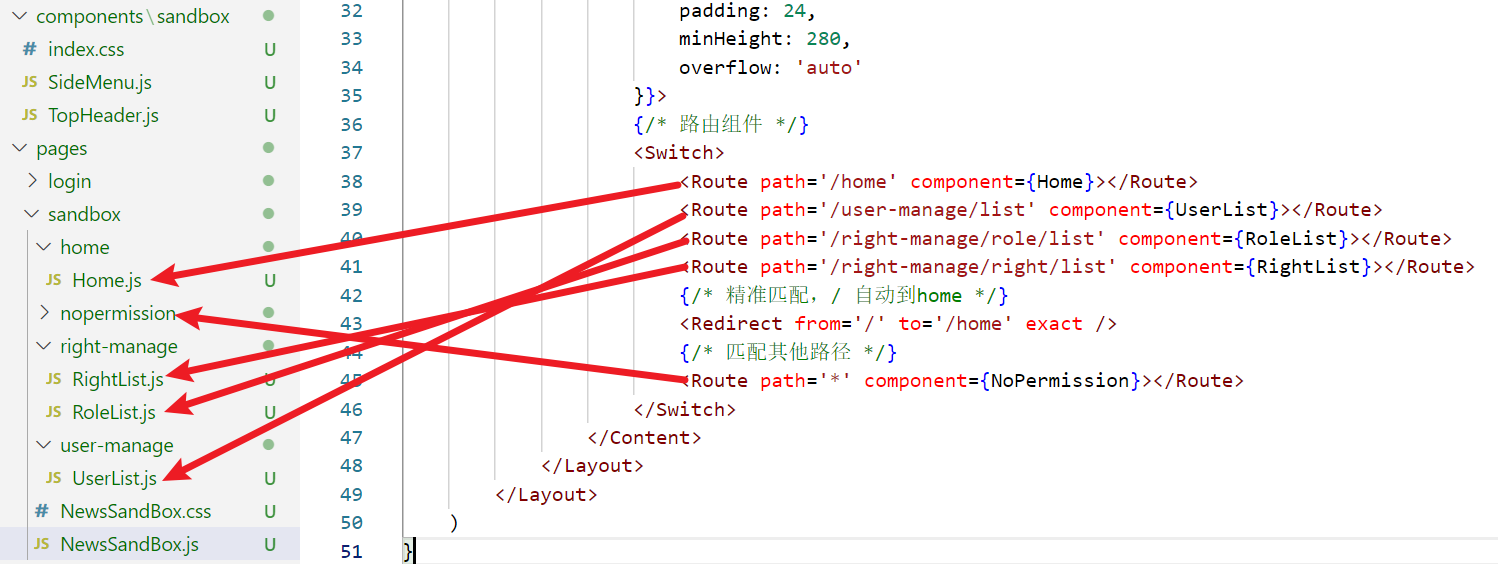 components\sandbox
# index.css U
JS SideMenu.js U
JS TopHeader.js U
pages
login
sandbox
home
JS Home.js U
nopermission
right-manage
JS RightList.js U
JS RoleList.js U
user-manage
JS UserList.js U
# NewsSandBox.css U
JS NewsSandBox.js U
32 padding: 24,
33 minHeight: 280,
34 overflow: 'auto'
35 }}>
36 {/* 路由组件 */}
37 <Switch>
38 <Route path='/home' component={Home}></Route>
39 <Route path='/user-manage/list' component={UserList}></Route>
40 <Route path='/right-manage/role/list' component={RoleList}></Route>
41 <Route path='/right-manage/right/list' component={RightList}></Route>
42 {/* 精准匹配，/ 自动到home */}
43 <Redirect from='/' to='/home' exact />
44 {/* 匹配其他路径 */}
45 <Route path='*' component={NoPermission}></Route>
46 </Switch>
47 </Content>
48 </Layout>
49 </Layout>
50 )
51 }